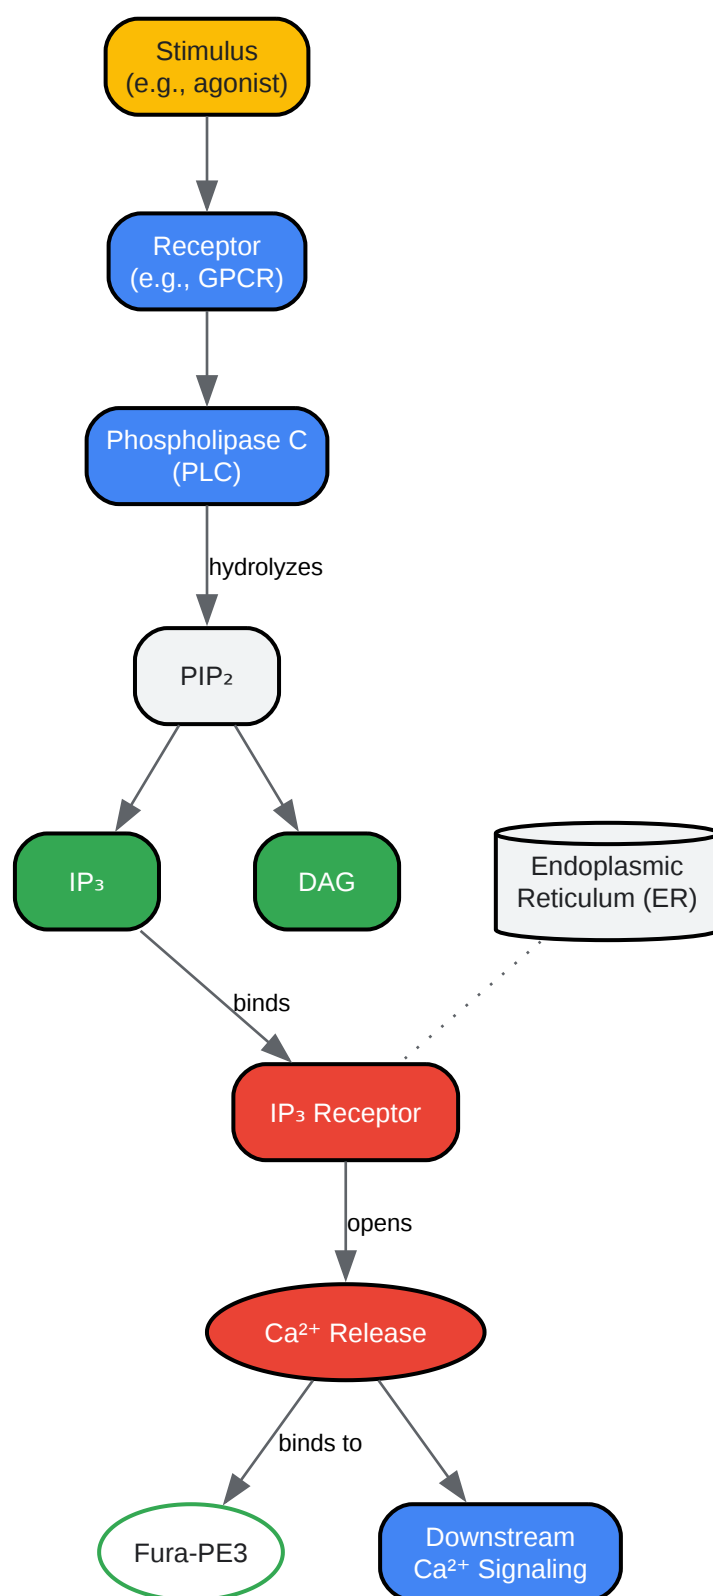 Stimulus
(e.g., agonist)
Receptor
(e.g., GPCR)
Phospholipase C
(PLC)
hydrolyzes
PIP₂
IP₃
DAG
Endoplasmic
Reticulum (ER)
binds
IP₃ Receptor
opens
Ca²⁺ Release
binds to
Fura-PE3
Downstream
Ca²⁺ Signaling